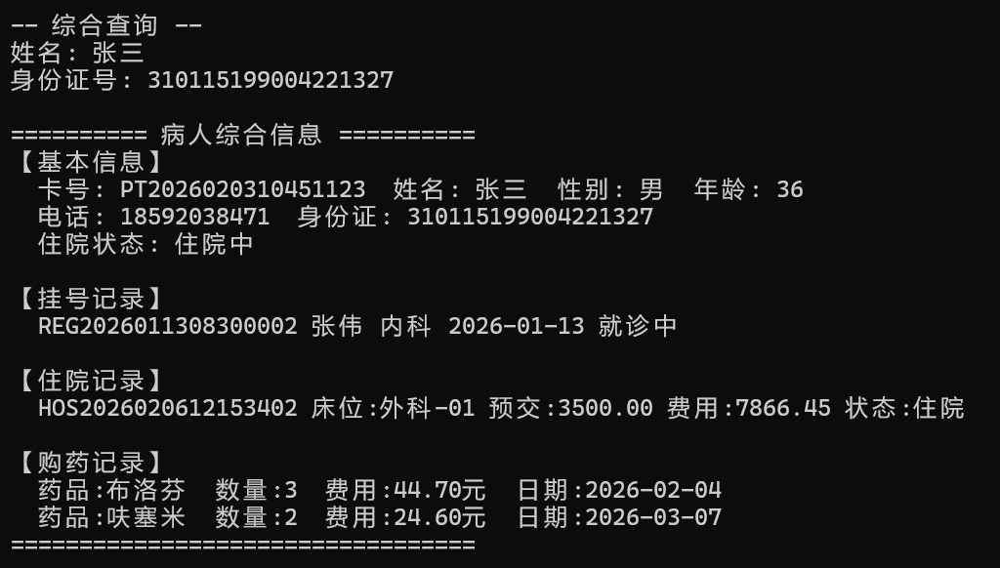 -- 综合查询 --
姓名: 张三
身份证号: 310115199004221327
========== 病人综合信息 ==========
【基本信息】
卡号: PT2026020310451123  姓名: 张三  性别: 男  年龄: 36
电话: 18592038471  身份证: 310115199004221327
住院状态: 住院中
【挂号记录】
REG2026011308300002 张伟 内科 2026-01-13 就诊中
【住院记录】
HOS2026020612153402 床位:外科-01 预交:3500.00 费用:7866.45 状态:住院
【购药记录】
药品:布洛芬  数量:3  费用:44.70元  日期:2026-02-04
药品:呋塞米  数量:2  费用:24.60元  日期:2026-03-07
==================================